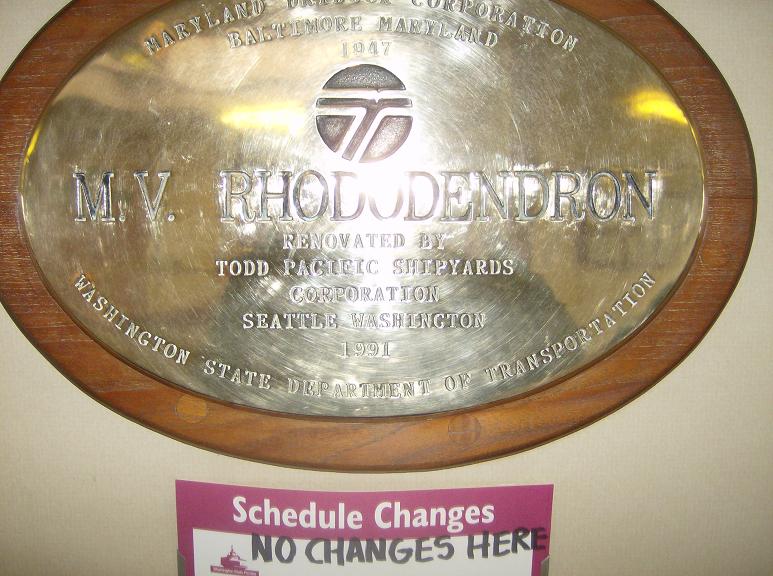 MARYLAND DRYDOCK CORPORATION
BALTIMORE MARYLAND
1947
M.V. RHODODENDRON
RENOVATED BY
TODD PACIFIC SHIPYARDS
CORPORATION
SEATTLE WASHINGTON
1991
WASHINGTON STATE DEPARTMENT OF TRANSPORTATION
Schedule Changes
NO CHANGES HERE